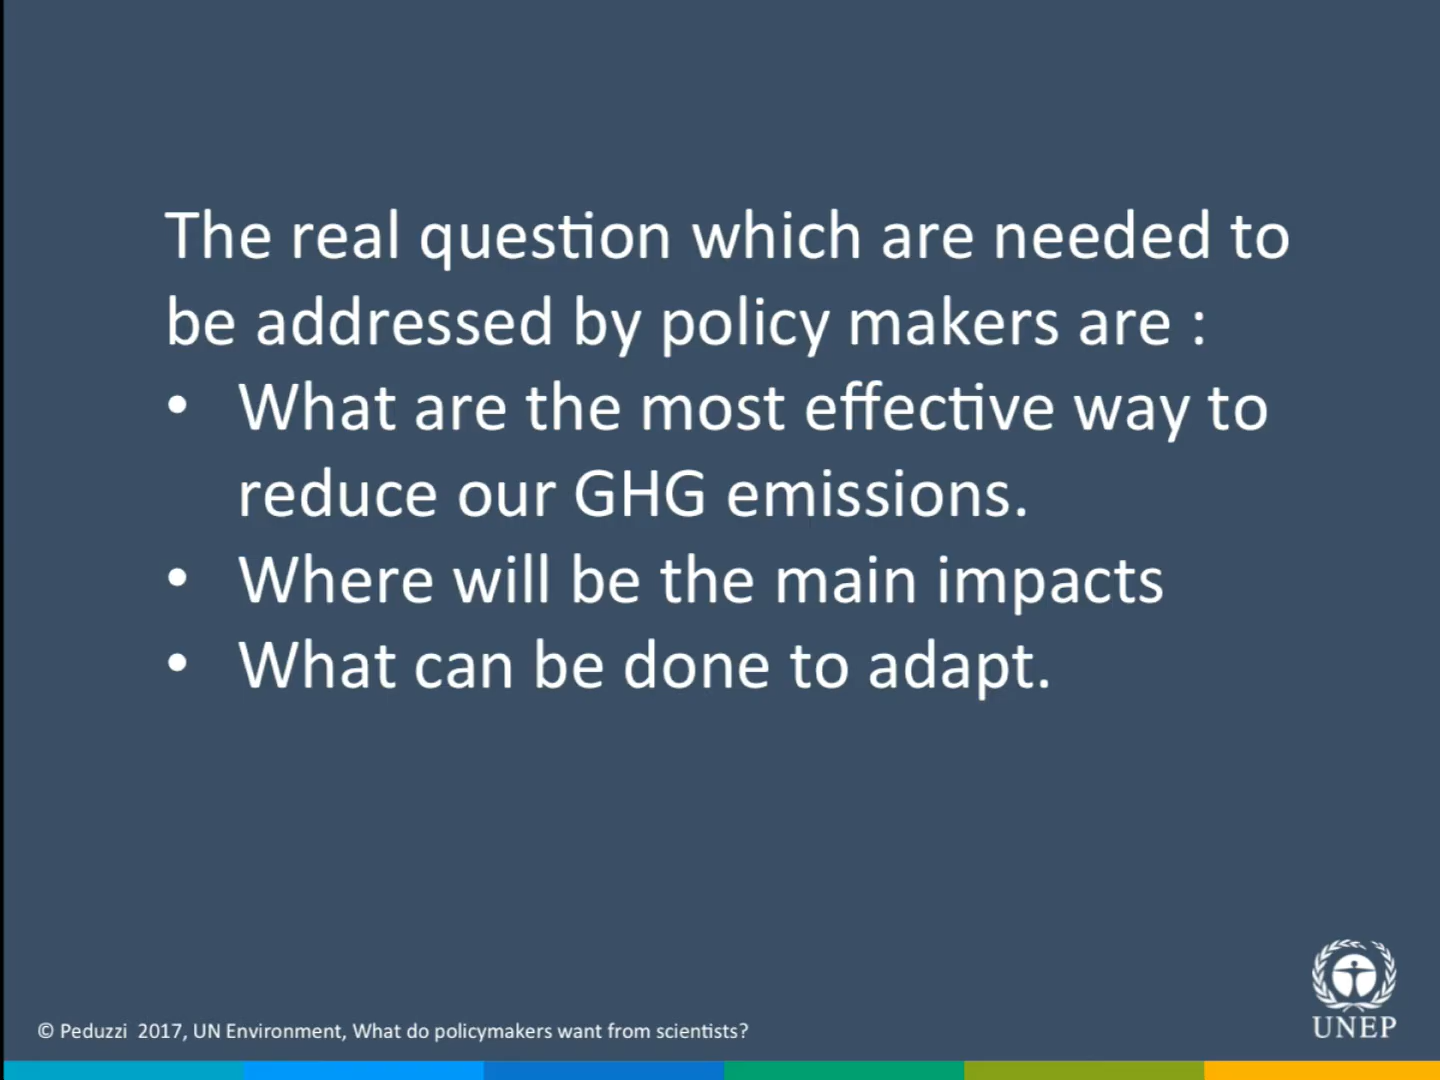 The real question which are needed to
be addressed by policy makers are :
• What are the most effective way to
reduce our GHG emissions.
• Where will be the main impacts
• What can be done to adapt.
UNEP
© Peduzzi 2017, UN Environment, What do policymakers want from scientists?